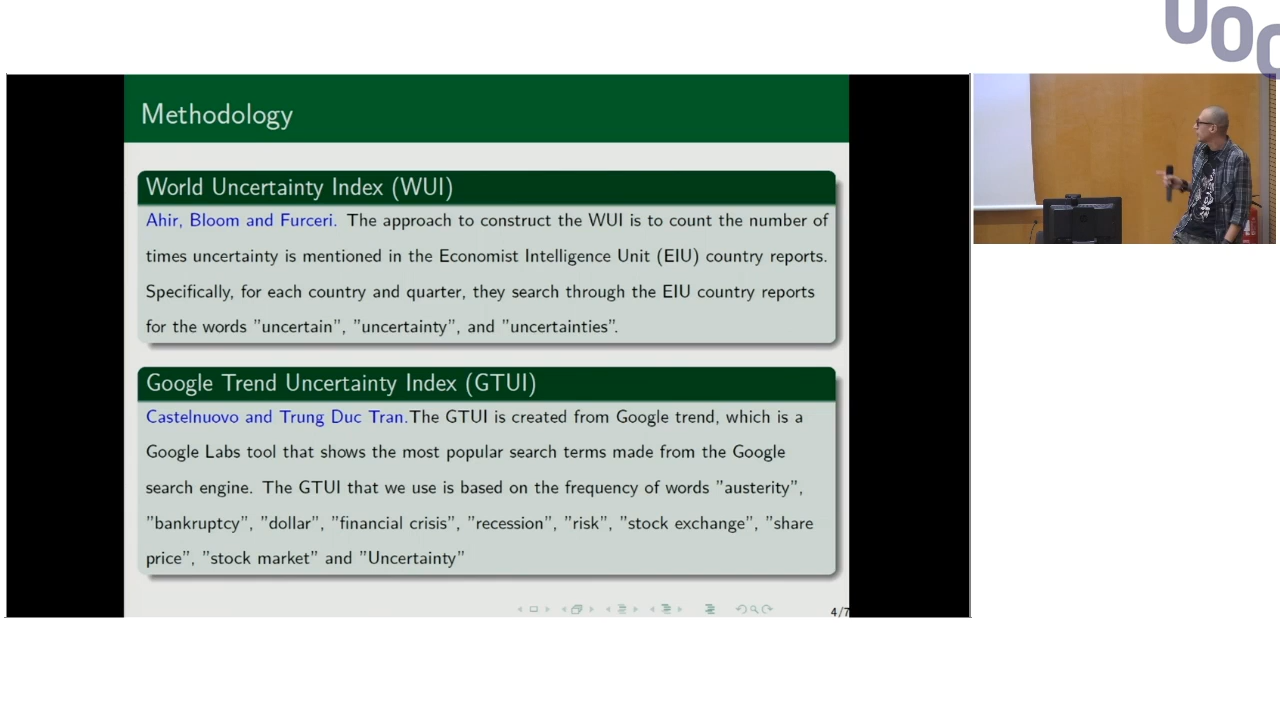 UOC
Methodology
World Uncertainty Index (WUI)
Ahir, Bloom and Furceri. The approach to construct the WUI is to count the number of
times uncertainty is mentioned in the Economist Intelligence Unit (EIU) country reports.
Specifically, for each country and quarter, they search through the EIU country reports
for the words ”uncertain”, ”uncertainty”, and ”uncertainties”.
Google Trend Uncertainty Index (GTUI)
Castelnuovo and Trung Duc Tran.The GTUI is created from Google trend, which is a
Google Labs tool that shows the most popular search terms made from the Google
search engine. The GTUI that we use is based on the frequency of words ”austerity”,
”bankruptcy”, ”dollar”, ”financial crisis”, ”recession”, ”risk”, ”stock exchange”, ”share
price”, ”stock market” and ”Uncertainty”
4/7